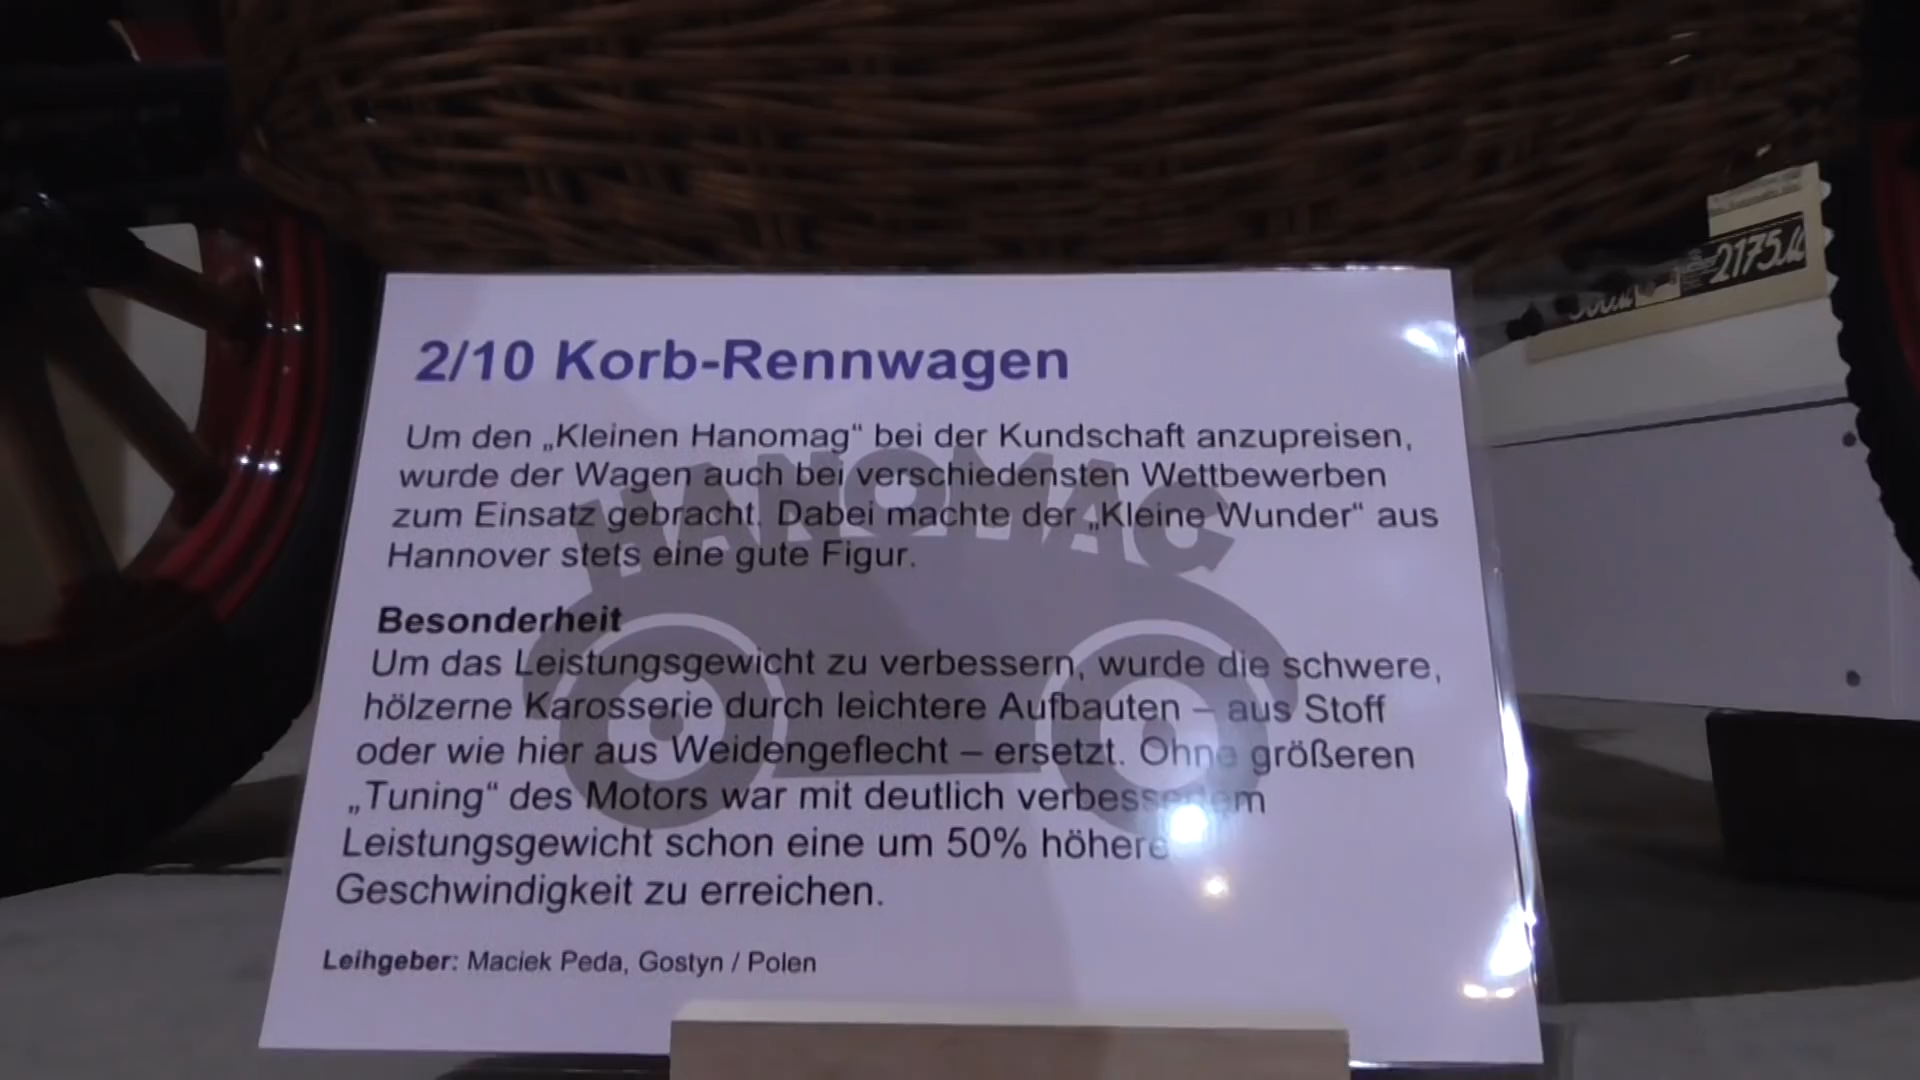 2/10 Korb-Rennwagen
Um den „Kleinen Hanomag“ bei der Kundschaft anzupreisen,
wurde der Wagen auch bei verschiedensten Wettbewerben
zum Einsatz gebracht. Dabei machte der „Kleine Wunder“ aus
Hannover stets eine gute Figur.
HANOMAG
Besonderheit
Um das Leistungsgewicht zu verbessern, wurde die schwere,
hölzerne Karosserie durch leichtere Aufbauten – aus Stoff
oder wie hier aus Weidengeflecht – ersetzt. Ohne größeren
„Tuning“ des Motors war mit deutlich verbessertem
Leistungsgewicht schon eine um 50% höhere
Geschwindigkeit zu erreichen.
Leihgeber: Maciek Peda, Gostyn / Polen
2175M